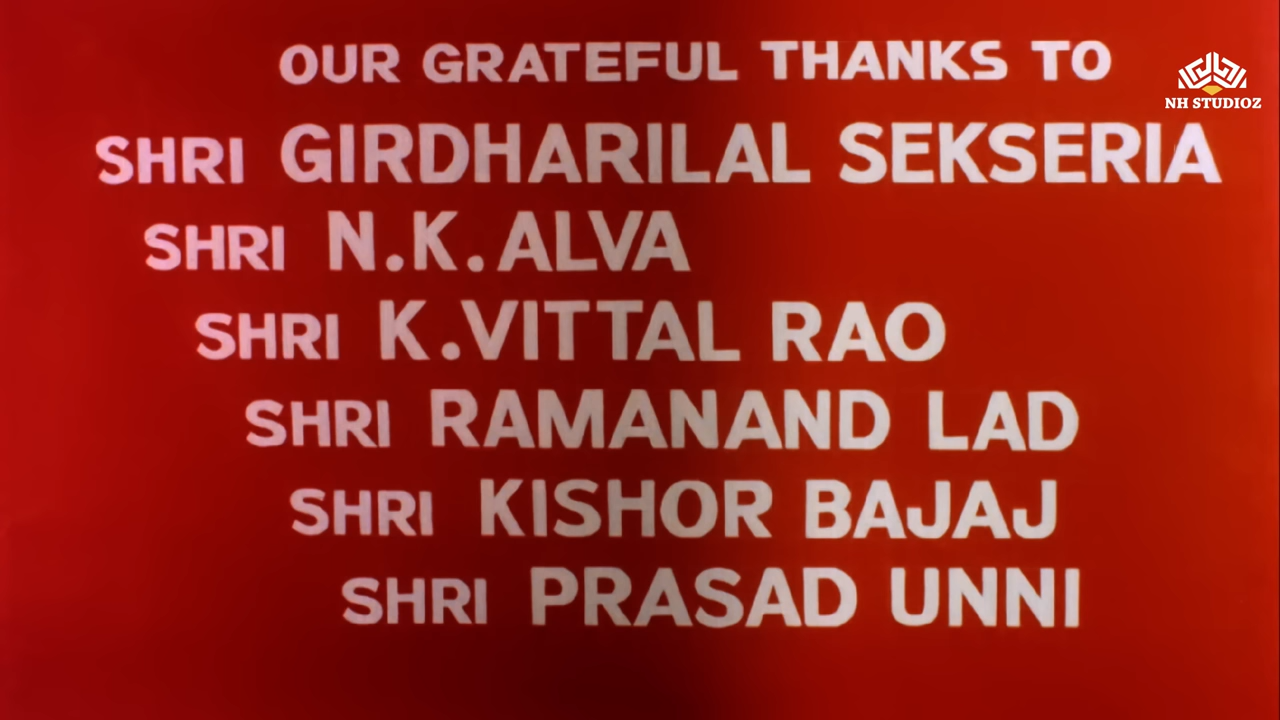 OUR GRATEFUL THANKS TO
NH STUDIOZ
SHRI GIRDHARILAL SEKSERIA
SHRI N.K.ALVA
SHRI K.VITTAL RAO
SHRI RAMANAND LAD
SHRI KISHOR BAJAJ
SHRI PRASAD UNNI